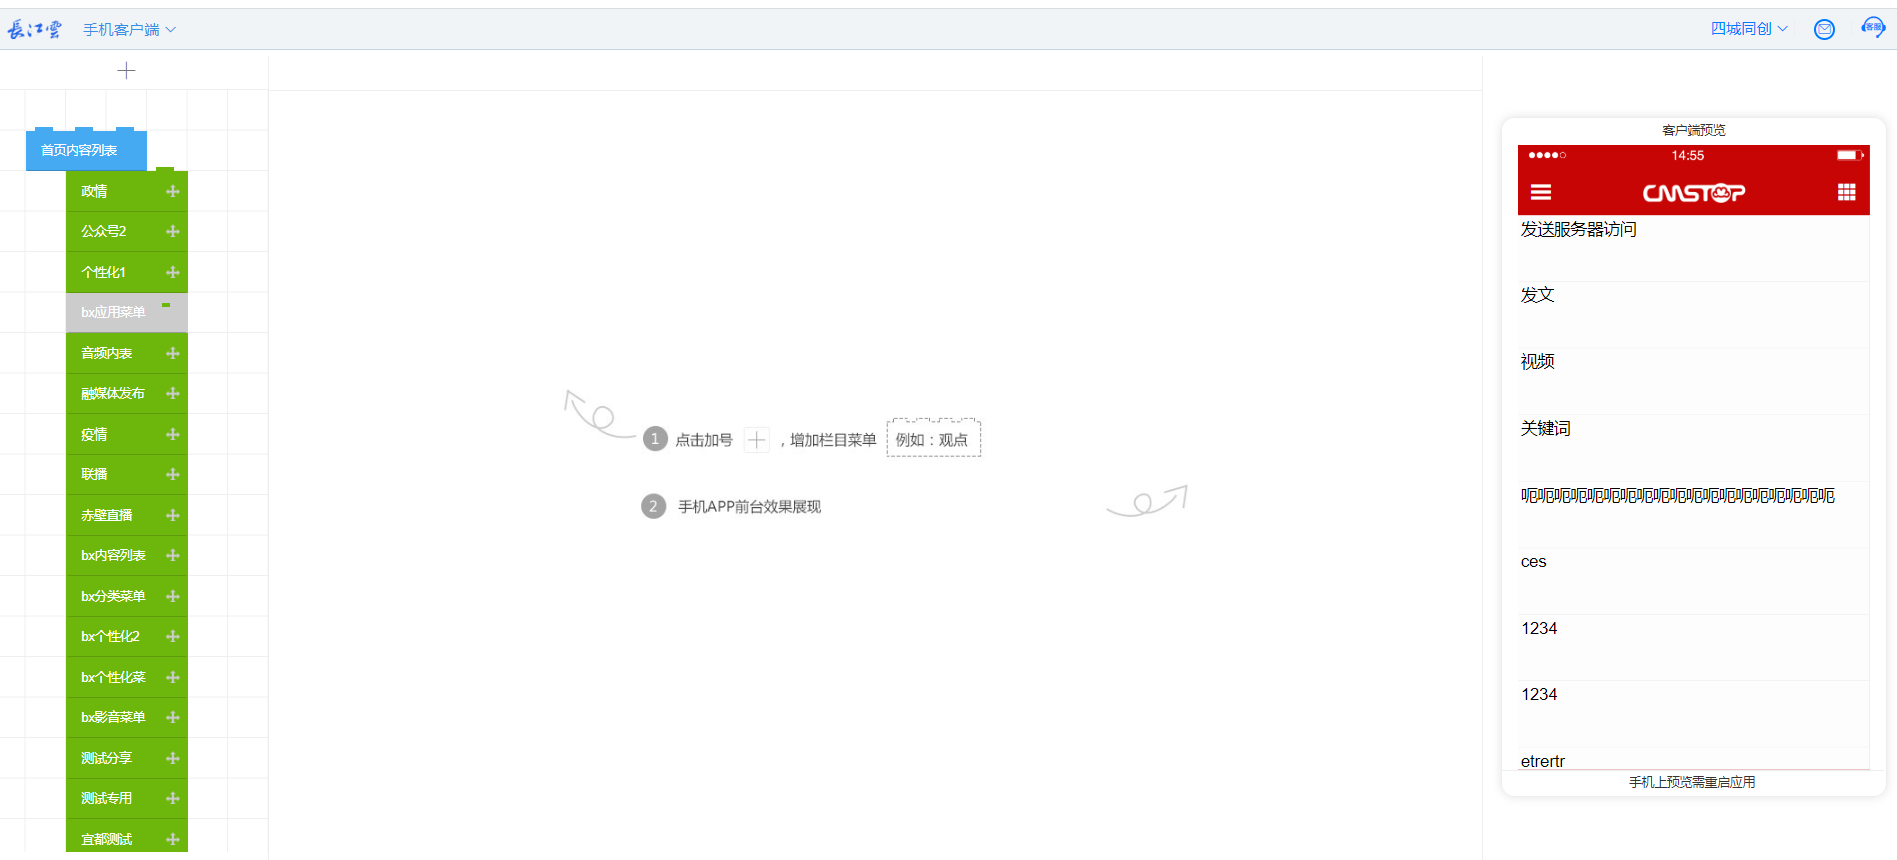 長江雲 手机客户端 四城同创 客服
首页内容列表
政情
公众号2
个性化1
bx应用菜单
音频内表
融媒体发布
疫情
联播
赤壁直播
bx内容列表
bx分类菜单
bx个性化2
bx个性化菜
bx影音菜单
测试分享
测试专用
宜都测试
1 点击加号 ，增加栏目菜单 例如：观点
2 手机APP前台效果展现
客户端预览
14:55
CMSTOP
发送服务器访问
发文
视频
关键词
呃呃呃呃呃呃呃呃呃呃呃呃呃呃呃呃呃呃呃
ces
1234
1234
etrertr
手机上预览需重启应用